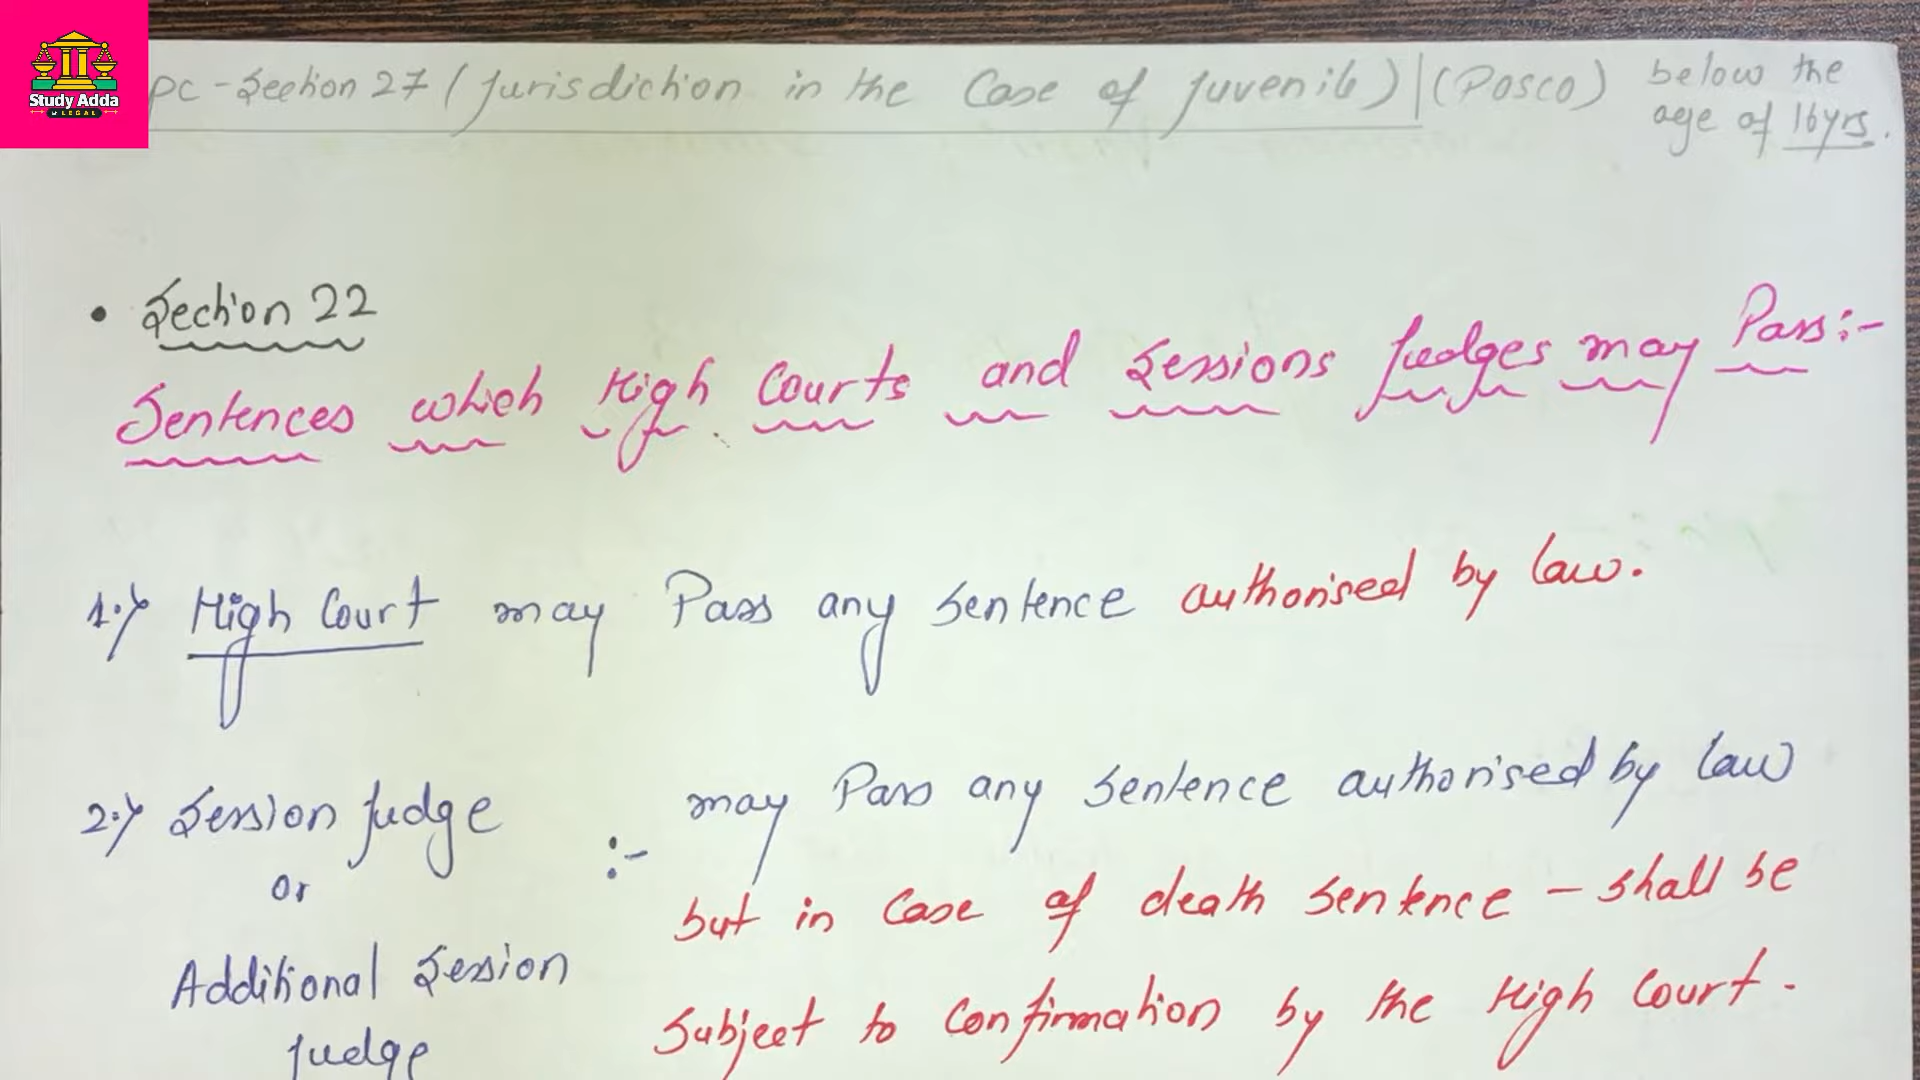 Study Adda
LEGAL
PC - Section 27 (Jurisdiction in the Case of Juvenile) | (POSCO) below the
age of 16yrs.
• Section 22
Sentences which High Courts and Sessions Judges may Pass:-
1.) High Court may Pass any Sentence authorised by law.
2.) Session Judge :- may Pass any Sentence authorised by law
or
but in Case of death Sentence - shall be
Additional Session
Judge
Subject to Confirmation by the High Court.